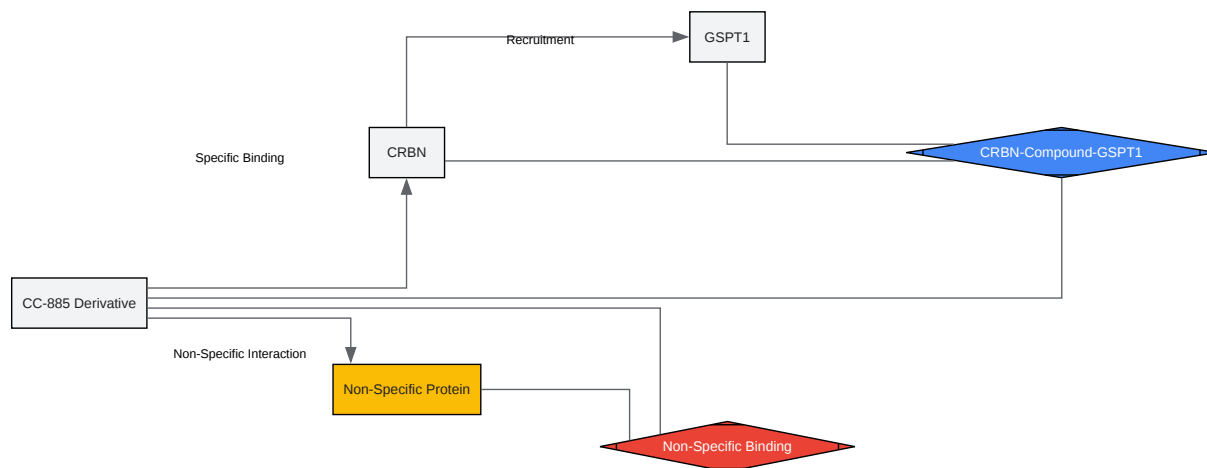 Recruitment
GSPT1
CRBN
CRBN-Compound-GSPT1
Specific Binding
CC-885 Derivative
Non-Specific Interaction
Non-Specific Protein
Non-Specific Binding